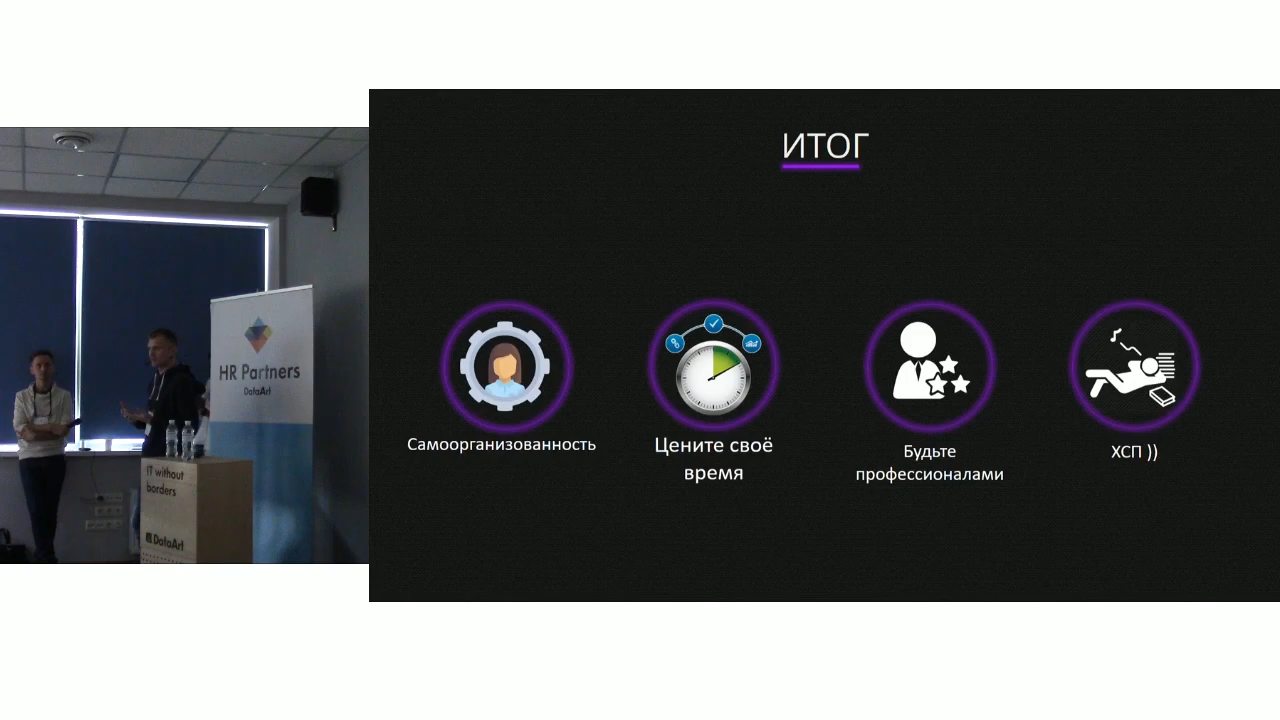 ИТОГ
Самоорганизованность
Цените своё
время
Будьте
профессионалами
ХСП ))
HR Partners
DataArt
IT without
borders
DataArt